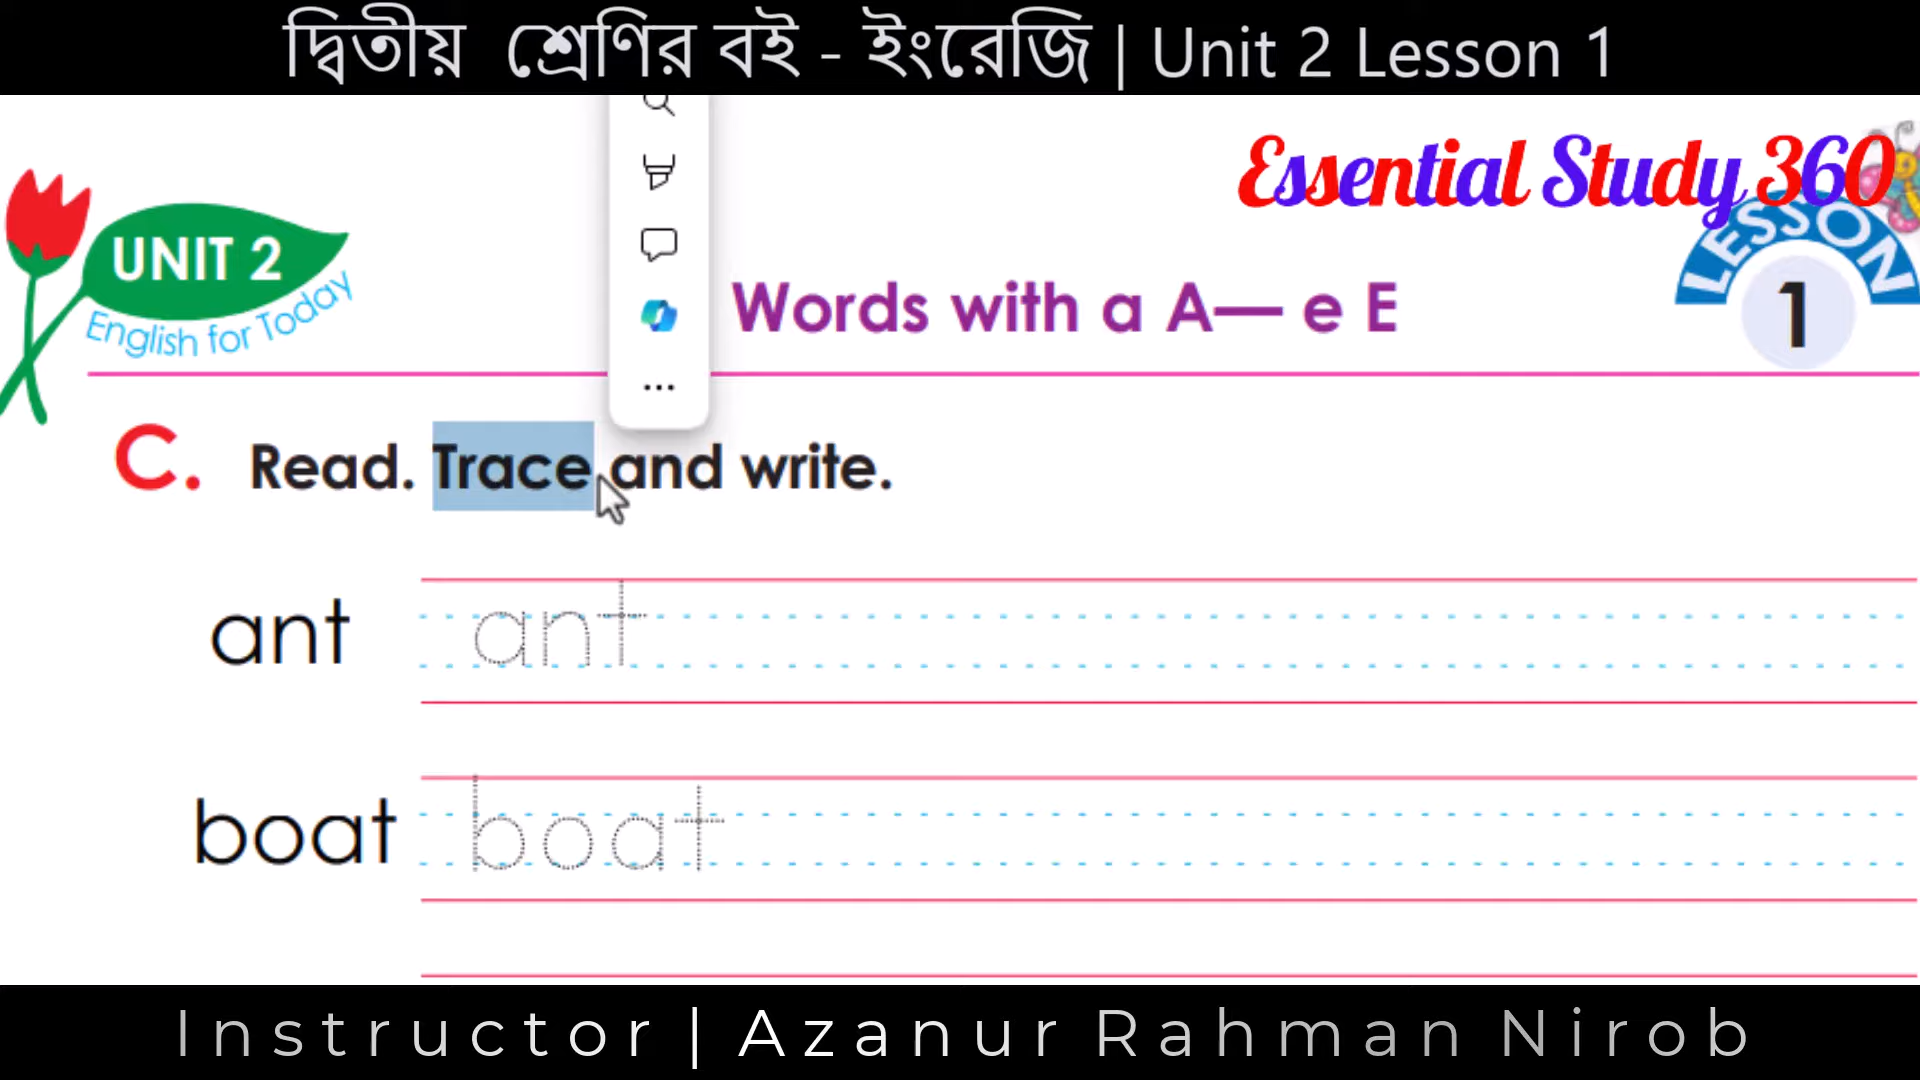 দ্বিতীয় শ্রেণির বই - ইংরেজি | Unit 2 Lesson 1
Essential Study 360
UNIT 2
English for Today
Words with a A— e E
LESSON
1
C. Read. Trace and write.
ant ant
boat boat
Instructor | Azanur Rahman Nirob